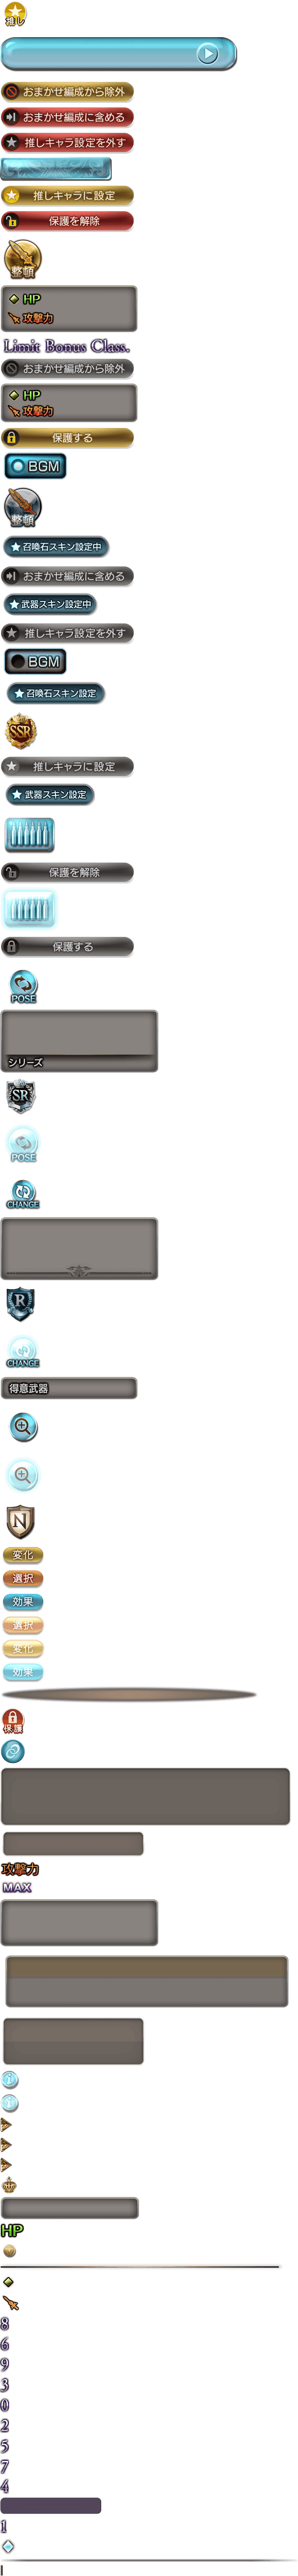 推し
おまかせ編成から除外
おまかせ編成に含める
推しキャラ設定を外す
推しキャラに設定
保護を解除
整頓
HP
攻撃力
Limit Bonus Class.
おまかせ編成から除外
HP
攻撃力
保護する
BGM
整頓
召喚石スキン設定中
おまかせ編成に含める
武器スキン設定中
推しキャラ設定を外す
BGM
召喚石スキン設定
SSR
推しキャラに設定
武器スキン設定
保護を解除
保護する
POSE
シリーズ
SR
POSE
CHANGE
R
CHANGE
得意武器
N
変化
選択
効果
選択
変化
効果
保護
攻撃力
MAX
HP
8
6
9
3
0
2
5
7
4
1